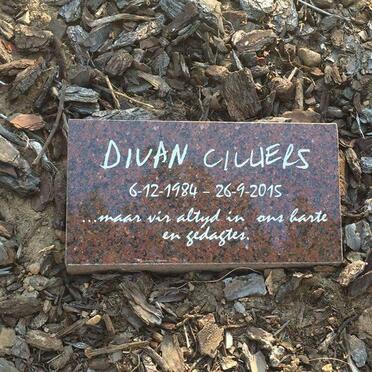 DIVAN CILLIERS
6-12-1984 - 26-9-2015
...maar vir altyd in ons harte
en gedagtes.